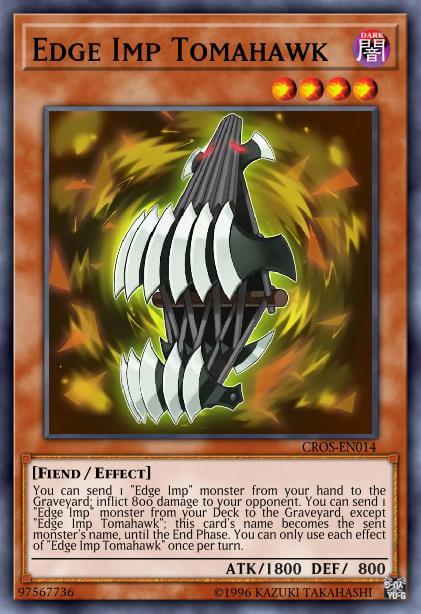 EDGE IMP TOMAHAWK
DARK
闇
CROS-EN014
[FIEND / EFFECT]
You can send 1 "Edge Imp" monster from your hand to the
Graveyard; inflict 800 damage to your opponent. You can send 1
"Edge Imp" monster from your Deck to the Graveyard, except
"Edge Imp Tomahawk"; this card's name becomes the sent
monster's name, until the End Phase. You can only use each effect
of "Edge Imp Tomahawk" once per turn.
ATK/1800 DEF/ 800
97567736
©1996 KAZUKI TAKAHASHI